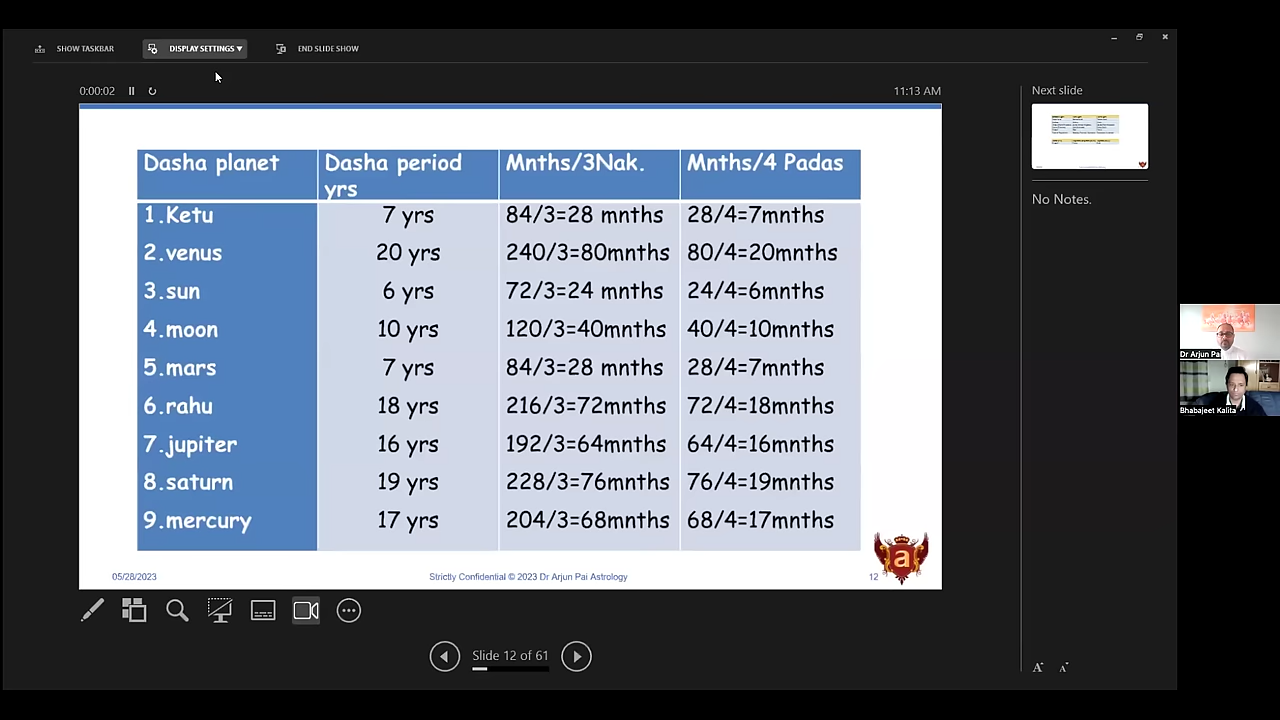 SHOW TASKBAR
DISPLAY SETTINGS ▾
END SLIDE SHOW
0:00:02
11:13 AM
Next slide
Dasha planet Dasha period yrs Mnths/3Nak. Mnths/4 Padas
1.Ketu 7 yrs 84/3=28 mnths 28/4=7mnths
2.venus 20 yrs 240/3=80mnths 80/4=20mnths
3.sun 6 yrs 72/3=24 mnths 24/4=6mnths
4.moon 10 yrs 120/3=40mnths 40/4=10mnths
5.mars 7 yrs 84/3=28 mnths 28/4=7mnths
6.rahu 18 yrs 216/3=72mnths 72/4=18mnths
7.jupiter 16 yrs 192/3=64mnths 64/4=16mnths
8.saturn 19 yrs 228/3=76mnths 76/4=19mnths
9.mercury 17 yrs 204/3=68mnths 68/4=17mnths
a
05/28/2023 Strictly Confidential © 2023 Dr Arjun Pai Astrology 12
Slide 12 of 61
No Notes.
A A
Dr Arjun Pai
Bhabajeet Kalita